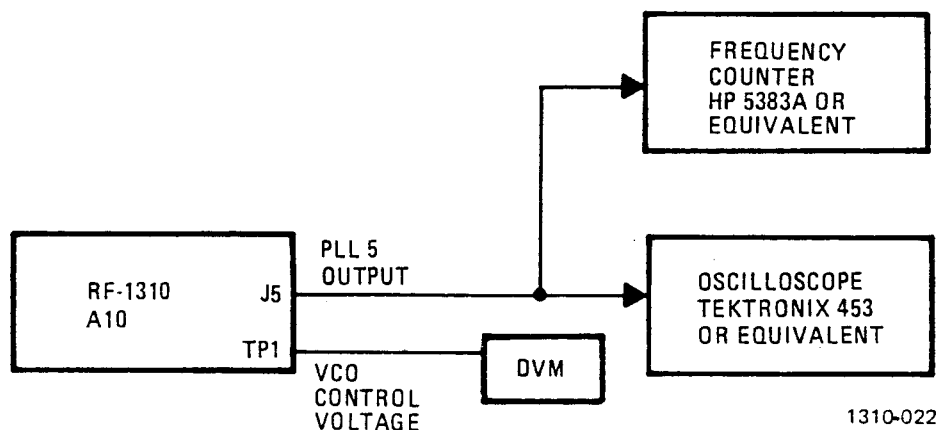 FREQUENCY
COUNTER
HP 5383A OR
EQUIVALENT
PLL 5
OUTPUT
RF-1310
A10
J5
TP1
OSCILLOSCOPE
TEKTRONIX 453
OR EQUIVALENT
DVM
VCO
CONTROL
VOLTAGE
1310-022